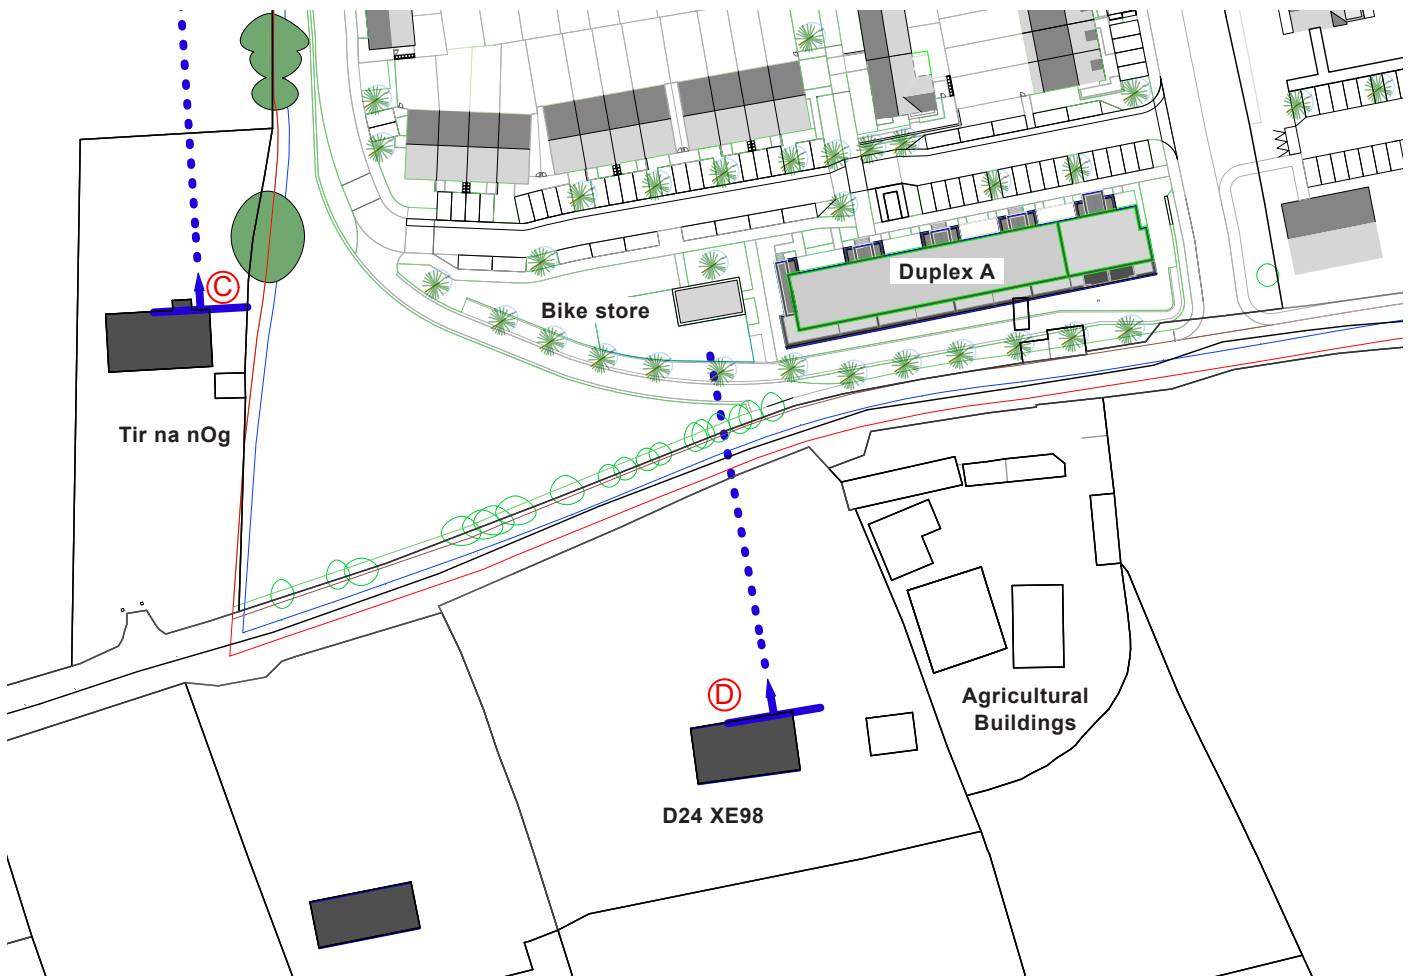 Duplex A
C
Bike store
Tir na nOg
D
Agricultural
Buildings
D24 XE98